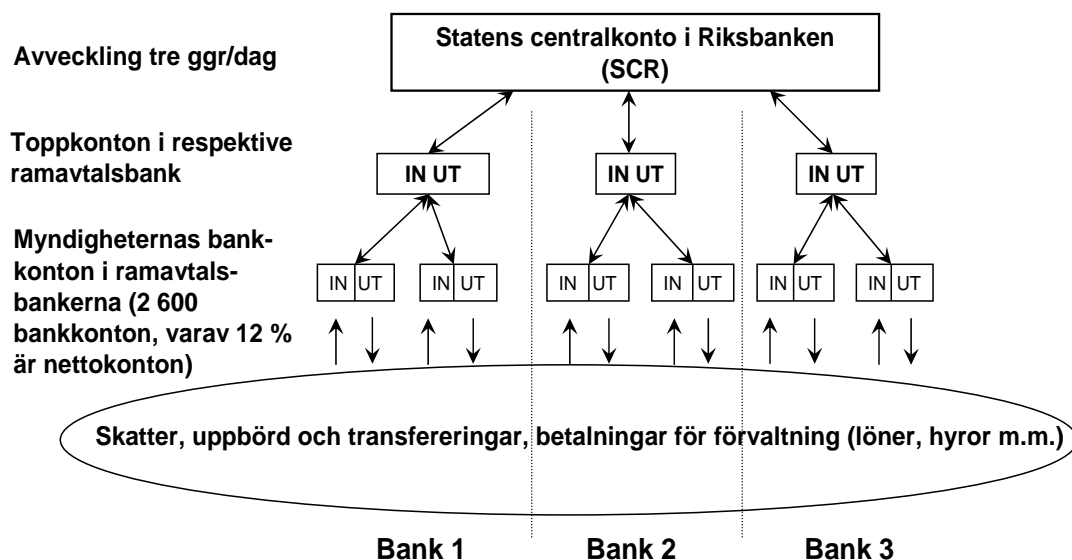 Avveckling tre ggr/dag
Statens centralkonto i Riksbanken
(SCR)
Toppkonton i respektive
ramavtalsbank
IN UT
IN UT
IN UT
Myndigheternas bank-
konton i ramavtals-
bankerna (2 600
bankkonton, varav 12 %
är nettokonton)
IN UT
IN UT
IN UT
IN UT
IN UT
IN UT
Skatter, uppbörd och transfereringar, betalningar för förvaltning (löner, hyror m.m.)
Bank 1
Bank 2
Bank 3